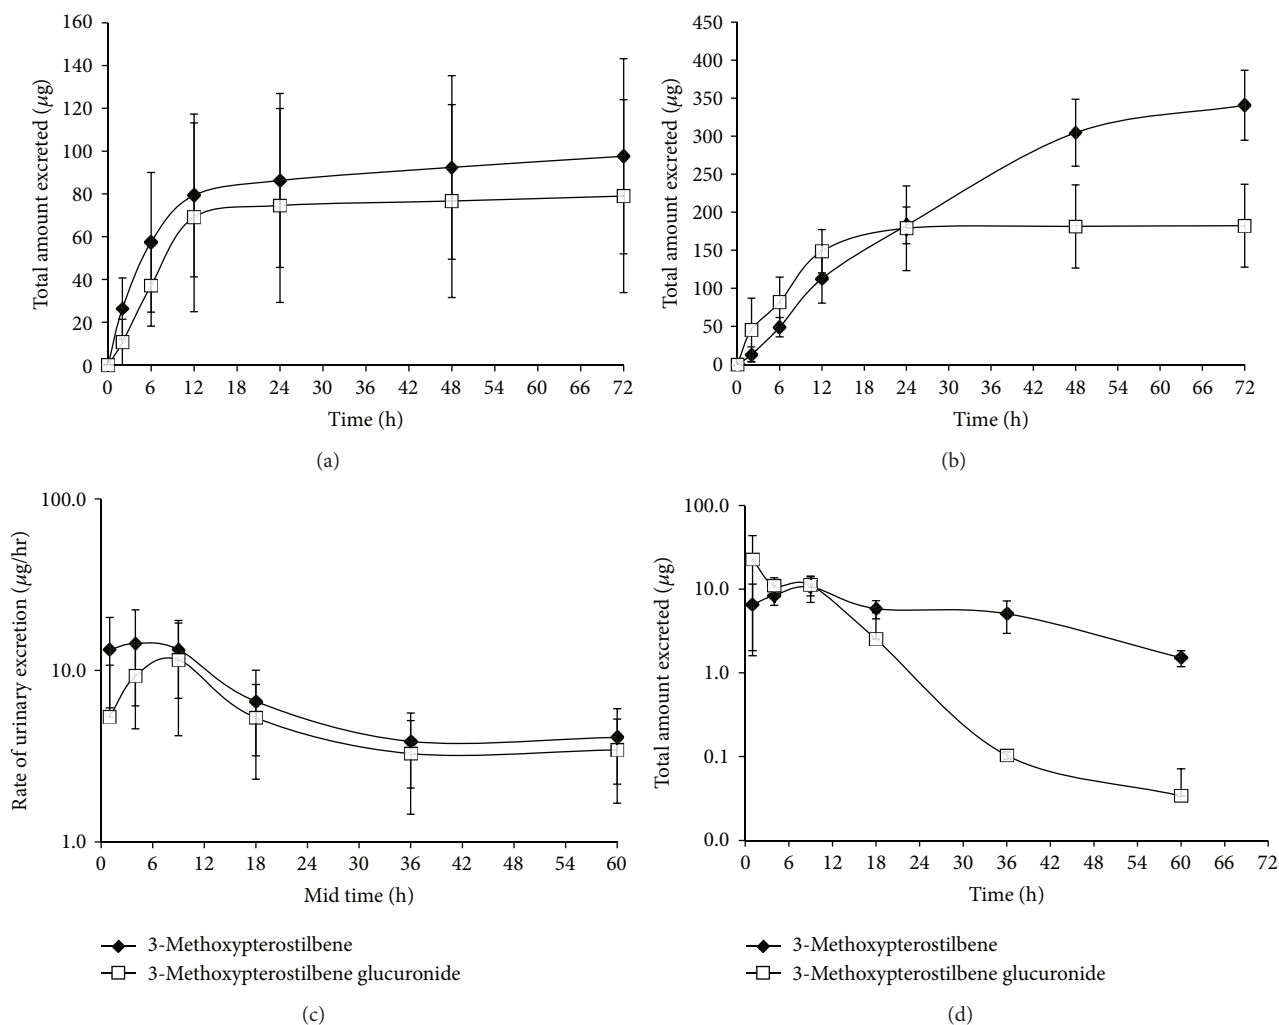 160
140
120
100
80
60
40
20
0
Total amount excreted (μg)
0 6 12 18 24 30 36 42 48 54 60 66 72
Time (h)
(a)
450
400
350
300
250
200
150
100
50
0
Total amount excreted (μg)
0 6 12 18 24 30 36 42 48 54 60 66 72
Time (h)
(b)
100.0
10.0
1.0
Rate of urinary excretion (μg/hr)
0 6 12 18 24 30 36 42 48 54 60
Mid time (h)
3-Methoxypterostilbene
3-Methoxypterostilbene glucuronide
(c)
100.0
10.0
1.0
0.1
0.0
Total amount excreted (μg)
0 6 12 18 24 30 36 42 48 54 60 66 72
Time (h)
3-Methoxypterostilbene
3-Methoxypterostilbene glucuronide
(d)